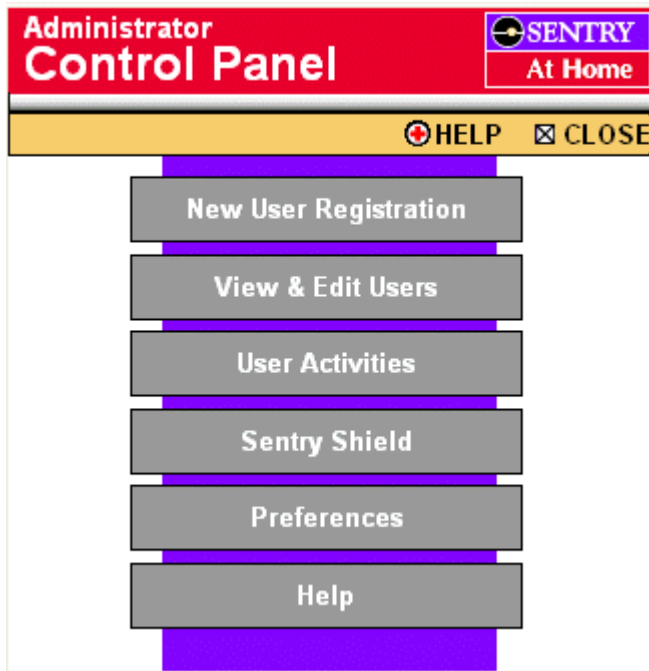 Administrator
Control Panel
SENTRY
At Home
HELP
CLOSE
New User Registration
View & Edit Users
User Activities
Sentry Shield
Preferences
Help